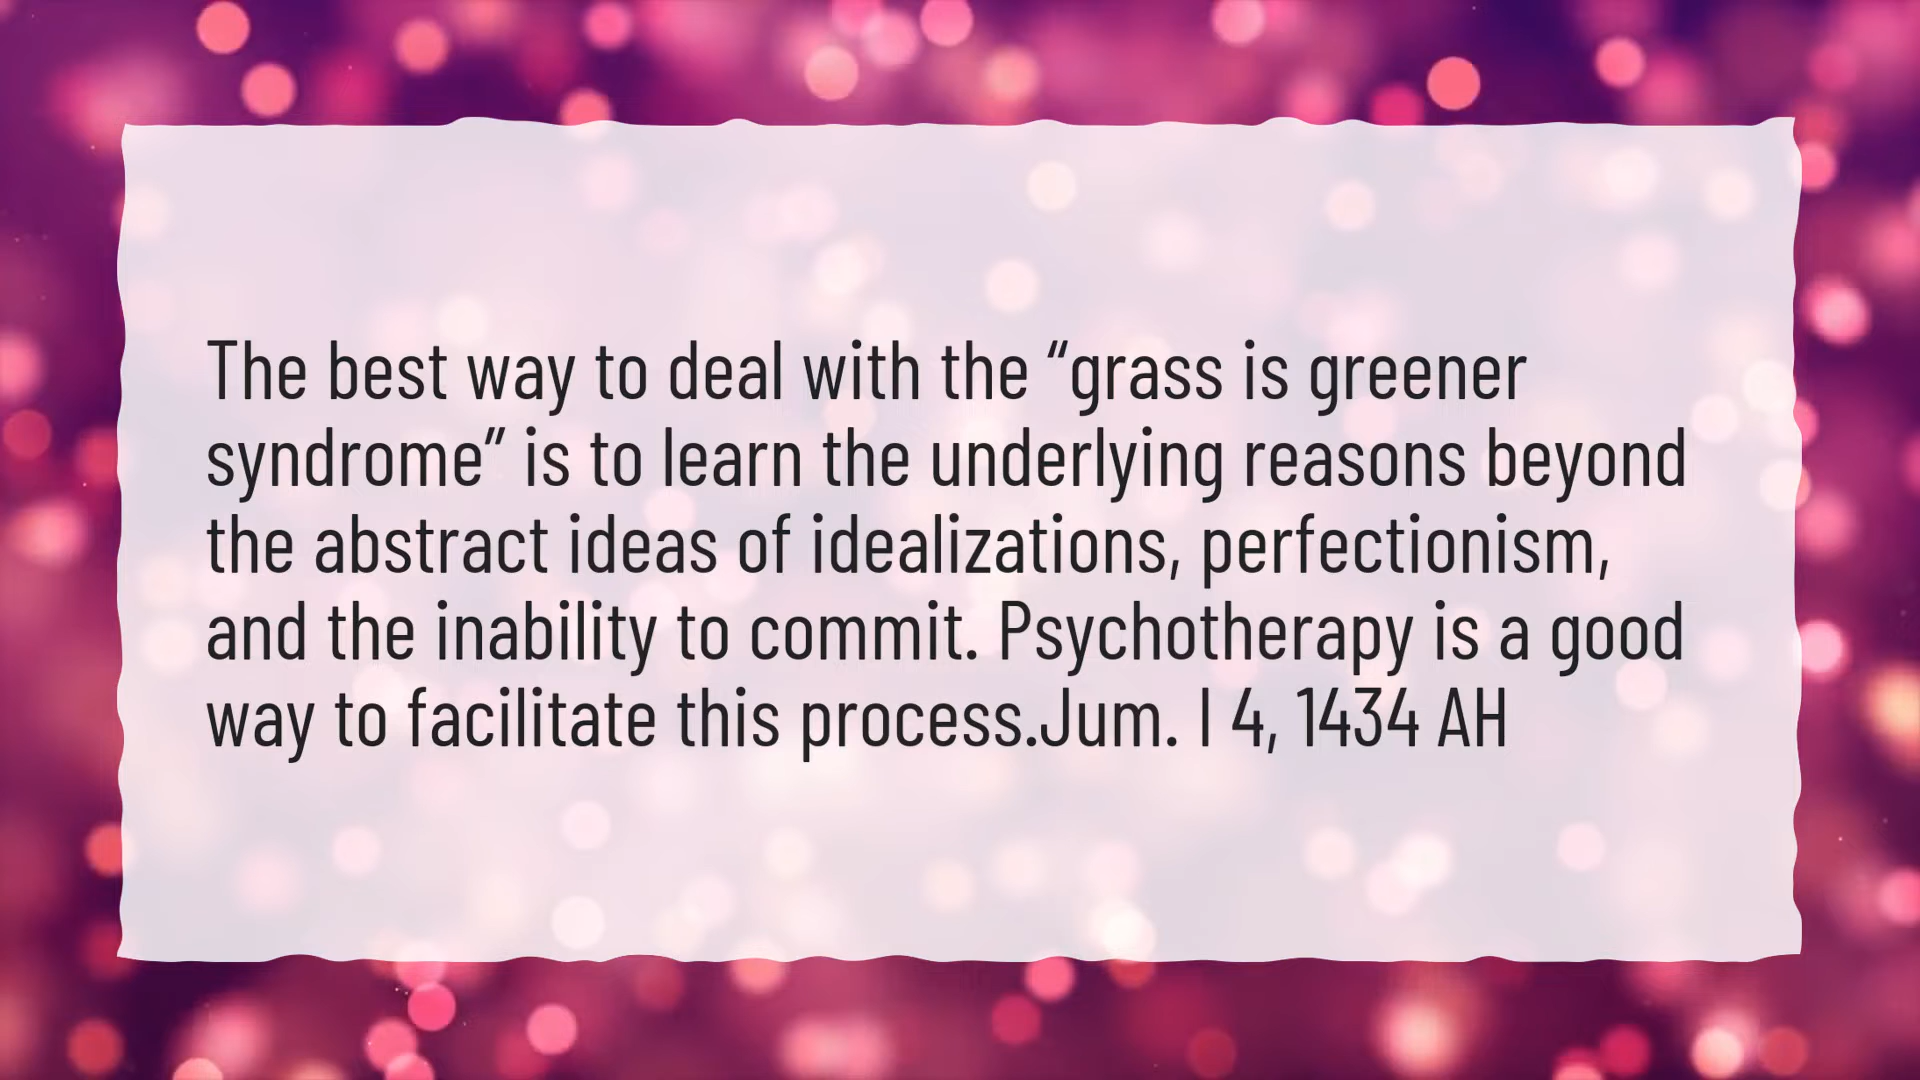 The best way to deal with the “grass is greener
syndrome” is to learn the underlying reasons beyond
the abstract ideas of idealizations, perfectionism,
and the inability to commit. Psychotherapy is a good
way to facilitate this process.Jum. I 4, 1434 AH